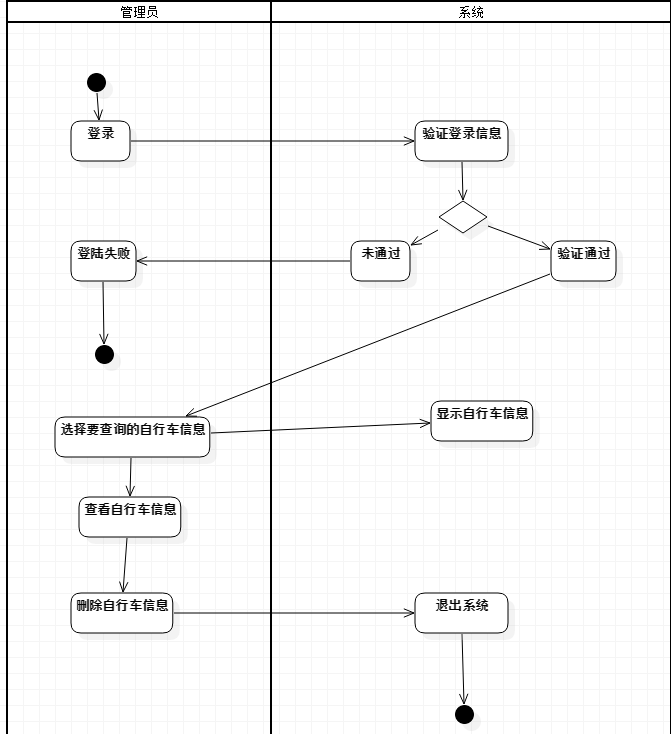 管理员
系统
登录
验证登录信息
登陆失败
未通过
验证通过
选择要查询的自行车信息
显示自行车信息
查看自行车信息
删除自行车信息
退出系统